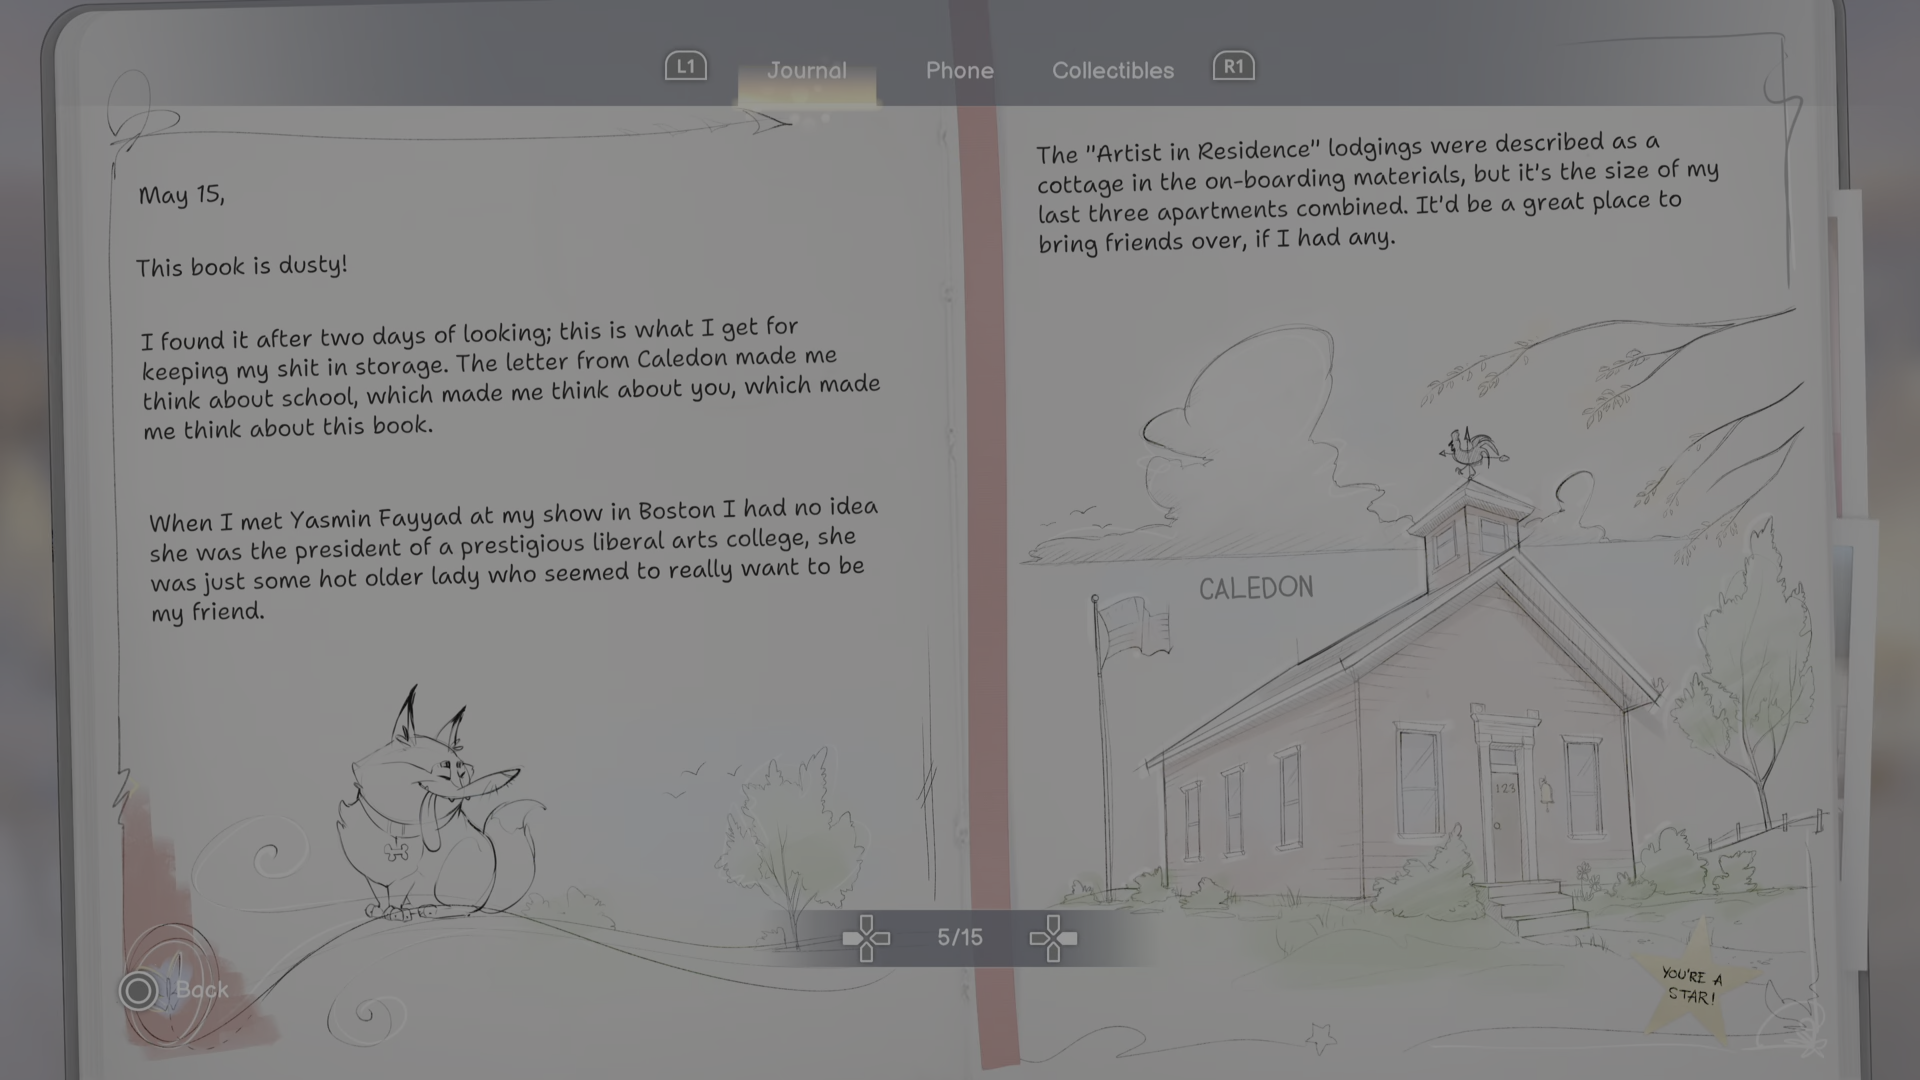 L1
Journal
Phone
Collectibles
R1
May 15,
This book is dusty!
I found it after two days of looking; this is what I get for
keeping my shit in storage. The letter from Caledon made me
think about school, which made me think about you, which made
me think about this book.
When I met Yasmin Fayyad at my show in Boston I had no idea
she was the president of a prestigious liberal arts college, she
was just some hot older lady who seemed to really want to be
my friend.
The "Artist in Residence" lodgings were described as a
cottage in the on-boarding materials, but it's the size of my
last three apartments combined. It'd be a great place to
bring friends over, if I had any.
CALEDON
123
YOU'RE A
STAR!
5/15
Back